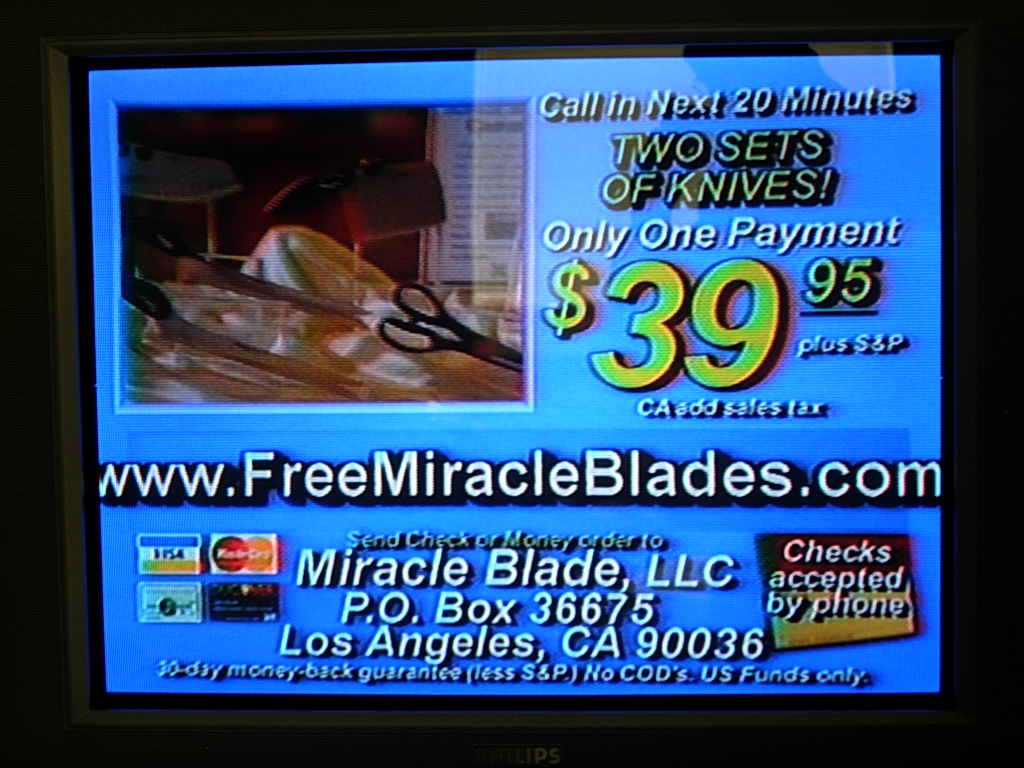 Call in Next 20 Minutes
TWO SETS
OF KNIVES!
Only One Payment
$39 95
plus S&P
CA add sales tax
www.FreeMiracleBlades.com
VISA MasterCard
Send Check or Money order to
Miracle Blade, LLC
P.O. Box 36675
Los Angeles, CA 90036
Checks
accepted
by phone
30-day money-back guarantee (less S&P.) No COD's. US Funds only.
PHILIPS